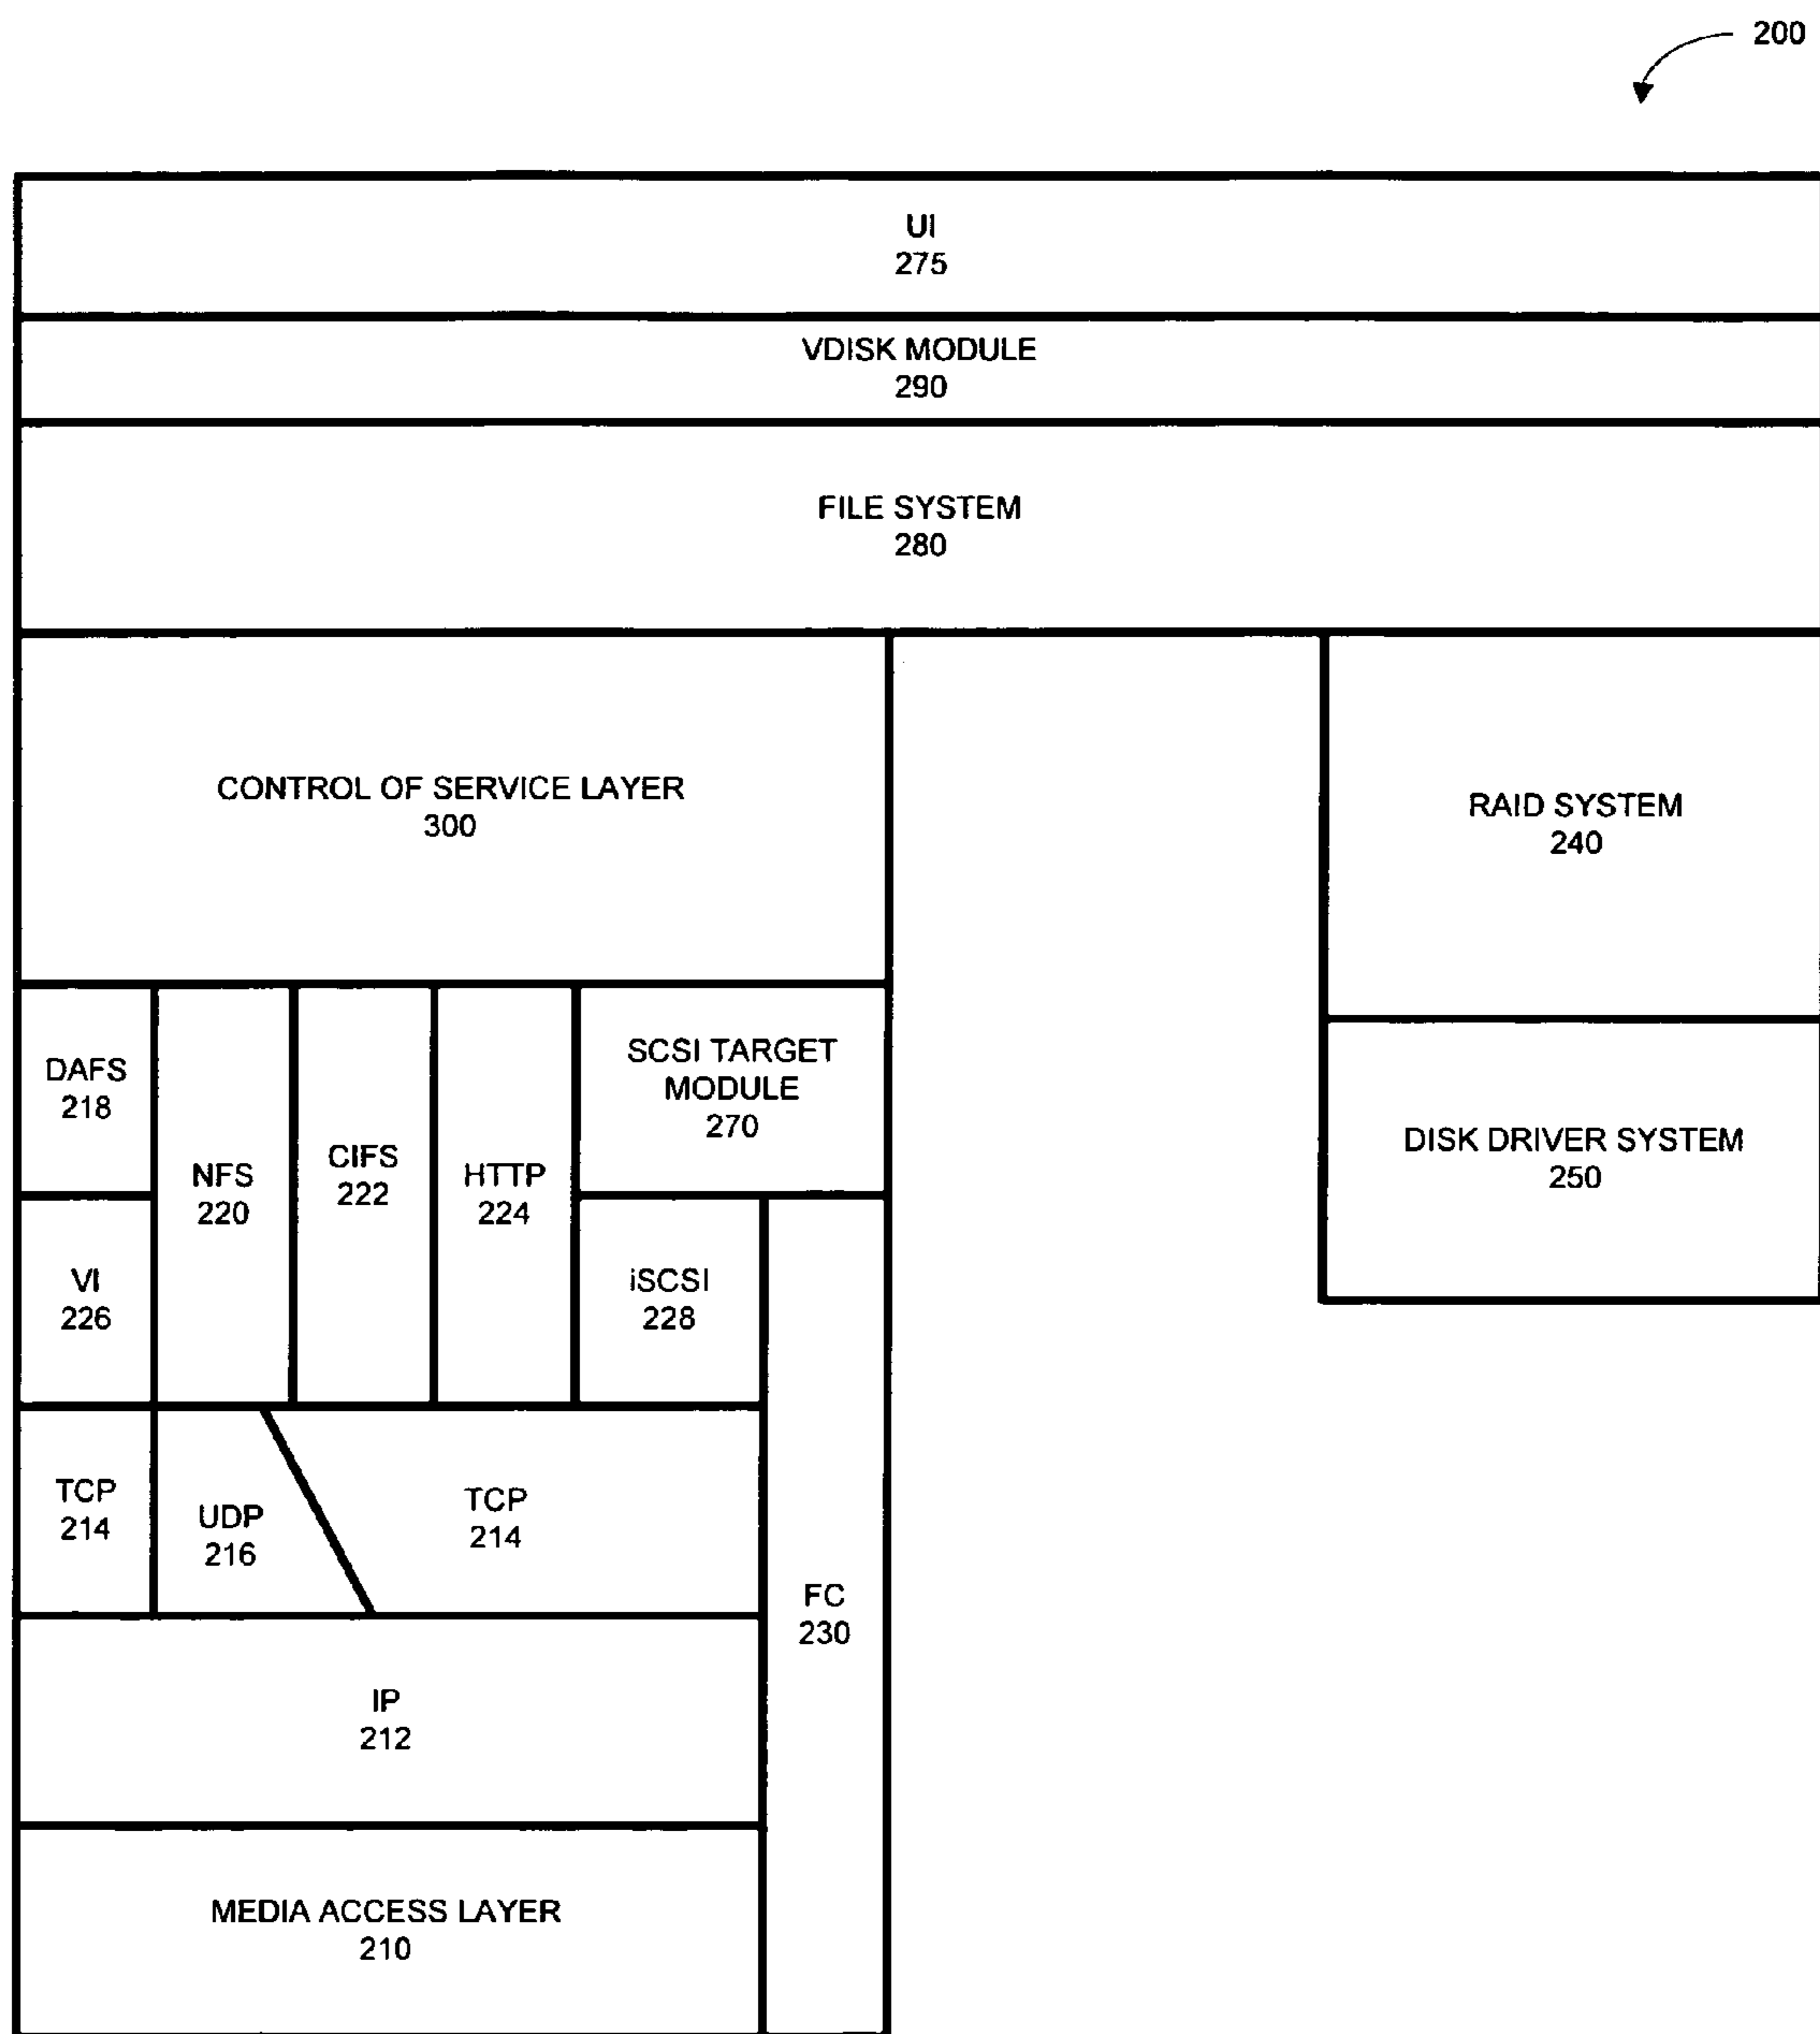 200
UI
275
VDISK MODULE
290
FILE SYSTEM
280
CONTROL OF SERVICE LAYER
300
RAID SYSTEM
240
DAFS
218
NFS
220
CIFS
222
HTTP
224
SCSI TARGET
MODULE
270
DISK DRIVER SYSTEM
250
VI
226
iSCSI
228
TCP
214
UDP
216
TCP
214
FC
230
IP
212
MEDIA ACCESS LAYER
210